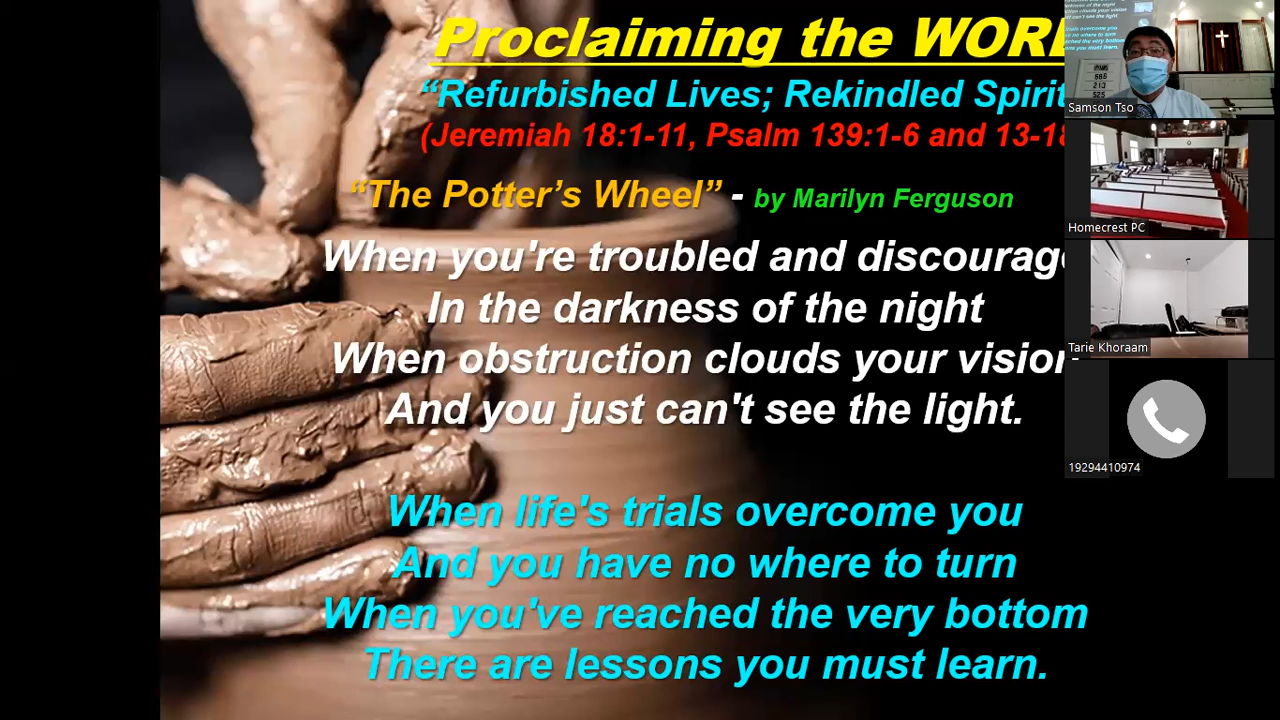 Proclaiming the WOR
“Refurbished Lives; Rekindled Spirit
(Jeremiah 18:1-11, Psalm 139:1-6 and 13-18
“The Potter’s Wheel” - by Marilyn Ferguson
When you're troubled and discourage
In the darkness of the night
When obstruction clouds your vision
And you just can't see the light.
When life's trials overcome you
And you have no where to turn
When you've reached the very bottom
There are lessons you must learn.
Samson Tso
Homecrest PC
Tarie Khoraam
19294410974